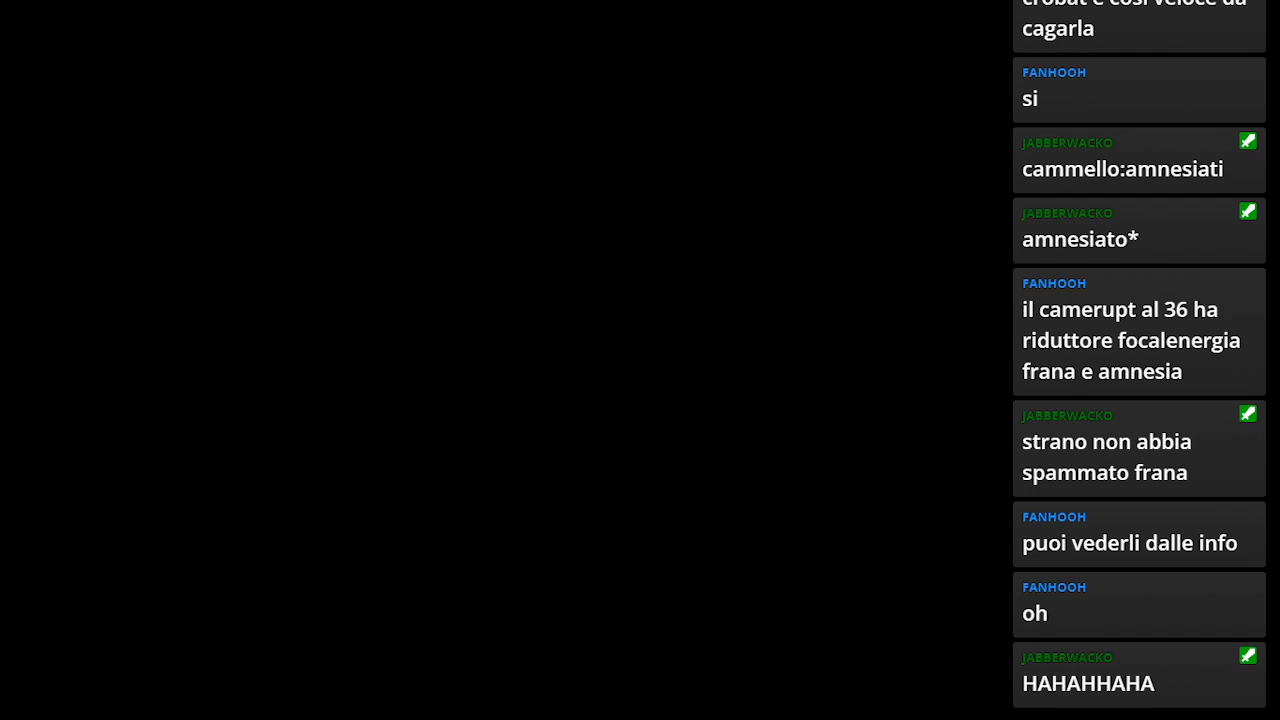 cagarla
FANHOOH
si
JABBERWACKO
cammello:amnesiati
JABBERWACKO
amnesiato*
FANHOOH
il camerupt al 36 ha
riduttore focalenergia
frana e amnesia
JABBERWACKO
strano non abbia
spammato frana
FANHOOH
puoi vederli dalle info
FANHOOH
oh
JABBERWACKO
HAHAHHAHA